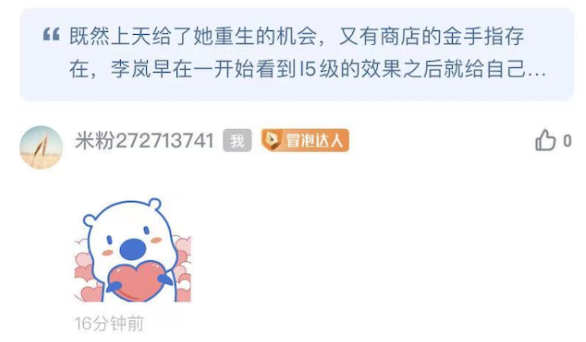 “ 既然上天给了她重生的机会，又有商店的金手指存
在，李岚早在一开始看到I5级的效果之后就给自己...
米粉272713741 我 冒泡达人 0
16分钟前